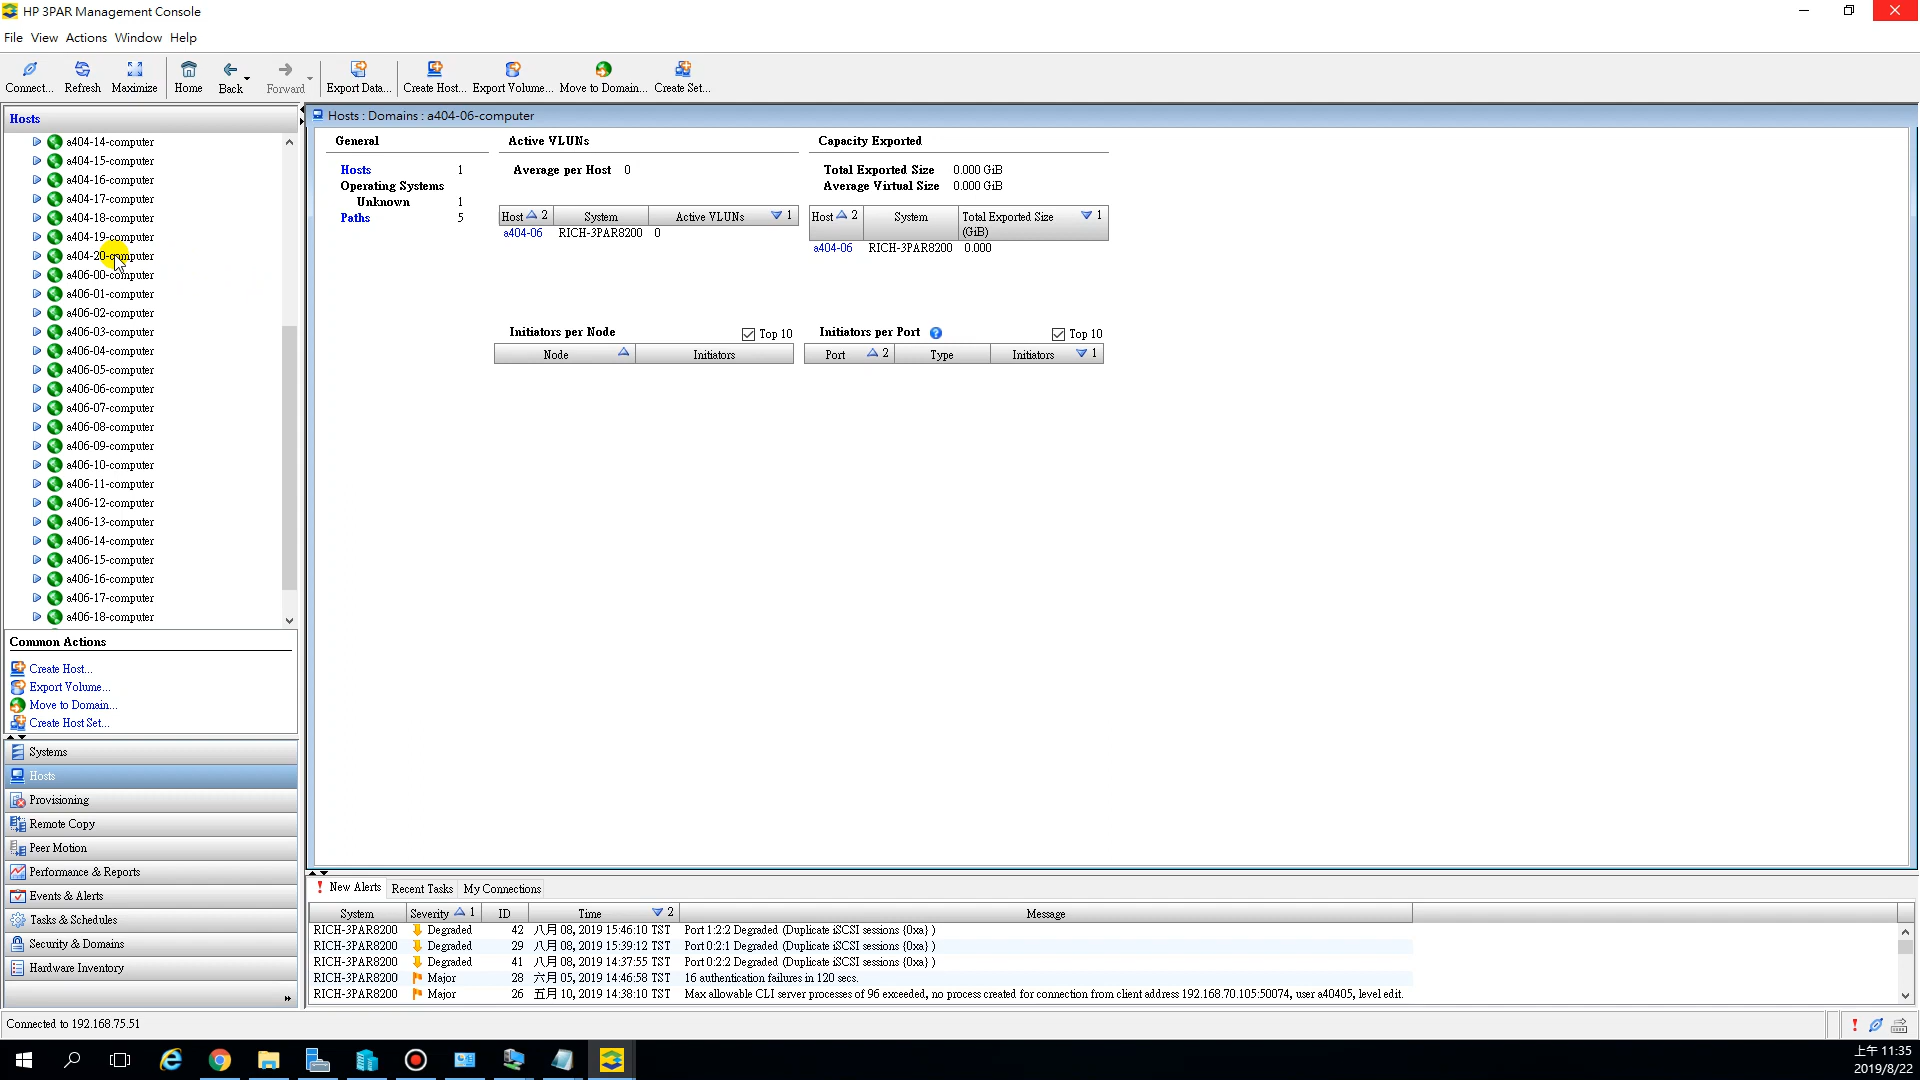 HP 3PAR Management Console
File View Actions Window Help
Connect... Refresh Maximize Home Back Forward Export Data... Create Host... Export Volume... Move to Domain... Create Set...
Hosts
a404-14-computer
a404-15-computer
a404-16-computer
a404-17-computer
a404-18-computer
a404-19-computer
a404-20-computer
a406-00-computer
a406-01-computer
a406-02-computer
a406-03-computer
a406-04-computer
a406-05-computer
a406-06-computer
a406-07-computer
a406-08-computer
a406-09-computer
a406-10-computer
a406-11-computer
a406-12-computer
a406-13-computer
a406-14-computer
a406-15-computer
a406-16-computer
a406-17-computer
a406-18-computer
Common Actions
Create Host...
Export Volume...
Move to Domain...
Create Host Set...
Systems
Hosts
Provisioning
Remote Copy
Peer Motion
Performance & Reports
Events & Alerts
Tasks & Schedules
Security & Domains
Hardware Inventory
Hosts : Domains : a404-06-computer
General
Hosts 1
Operating Systems
Unknown 1
Paths 5
Active VLUNs
Average per Host 0
Host 2 System Active VLUNs 1
a404-06 RICH-3PAR8200 0
Capacity Exported
Total Exported Size 0.000 GiB
Average Virtual Size 0.000 GiB
Host 2 System Total Exported Size (GiB) 1
a404-06 RICH-3PAR8200 0.000
Initiators per Node Top 10
Node Initiators
Initiators per Port Top 10
Port 2 Type Initiators 1
New Alerts Recent Tasks My Connections
System Severity 1 ID Time 2 Message
RICH-3PAR8200 Degraded 42 八月 08, 2019 15:46:10 TST Port 1:2:2 Degraded (Duplicate iSCSI sessions {0xa} )
RICH-3PAR8200 Degraded 29 八月 08, 2019 15:39:12 TST Port 0:2:1 Degraded (Duplicate iSCSI sessions {0xa} )
RICH-3PAR8200 Degraded 41 八月 08, 2019 14:37:55 TST Port 0:2:2 Degraded (Duplicate iSCSI sessions {0xa} )
RICH-3PAR8200 Major 28 六月 05, 2019 14:46:58 TST 16 authentication failures in 120 secs.
RICH-3PAR8200 Major 26 五月 10, 2019 14:38:10 TST Max allowable CLI server processes of 96 exceeded, no process created for connection from client address 192.168.70.105:50074, user a40405, level edit.
Connected to 192.168.75.51
上午 11:35
2019/8/22